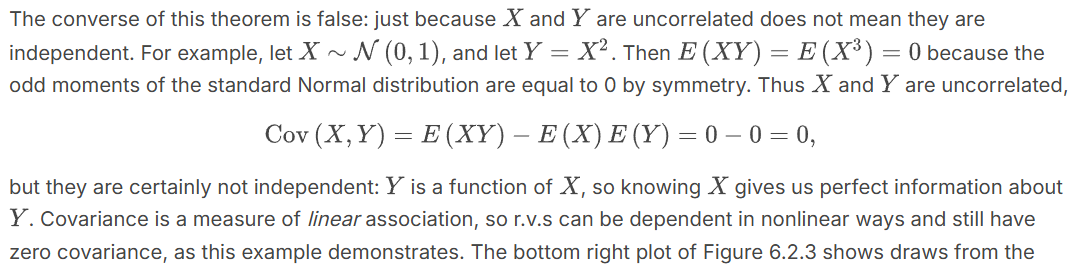 The converse of this theorem is false: just because X and Y are uncorrelated does not mean they are
independent. For example, let X ∼ N (0, 1), and let Y = X². Then E (XY) = E (X³) = 0 because the
odd moments of the standard Normal distribution are equal to 0 by symmetry. Thus X and Y are uncorrelated,
Cov (X, Y) = E (XY) − E (X) E (Y) = 0 − 0 = 0,
but they are certainly not independent: Y is a function of X, so knowing X gives us perfect information about
Y. Covariance is a measure of linear association, so r.v.s can be dependent in nonlinear ways and still have
zero covariance, as this example demonstrates. The bottom right plot of Figure 6.2.3 shows draws from the